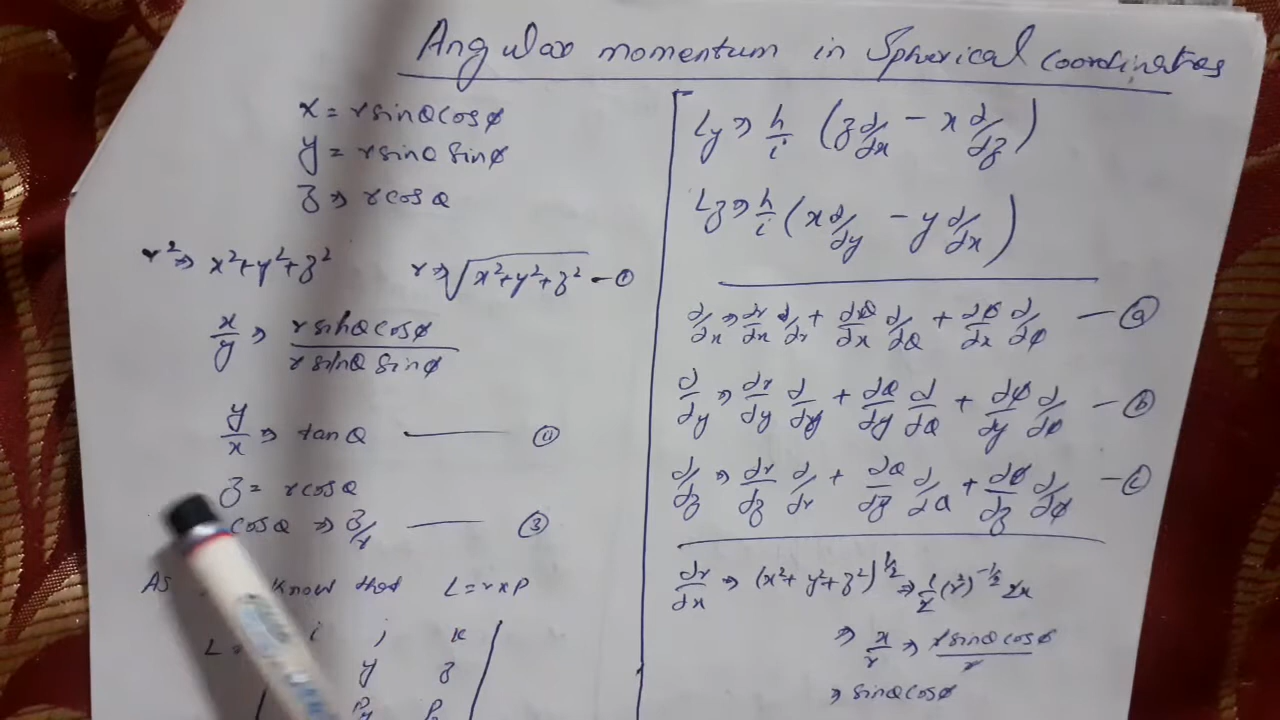 Angular momentum in Spherical coordinates
x = r sinθ cosϕ
y = r sinθ sinϕ
z ⇒ r cosθ
r² ⇒ x²+y²+z² r ⇒ √x²+y²+z² — ①
x/y ⇒ r sinθ cosϕ / r sinθ sinϕ
y/x ⇒ tanθ — ⑪
z = r cosθ
cosθ ⇒ z/r — ③
As know that L = r×P
L = i j k
y z
Py P
Ly ⇒ ħ/i (z d/dx − x d/dz)
Lz ⇒ ħ/i (x d/dy − y d/dx)
d/dx ⇒ dr/dx d/dr + dθ/dx d/dθ + dϕ/dx d/dϕ — ⓐ
d/dy ⇒ dr/dy d/dr + dθ/dy d/dθ + dϕ/dy d/dϕ — ⓑ
d/dz ⇒ dr/dz d/dr + dθ/dz d/dθ + dϕ/dz d/dϕ — ⓒ
dr/dx ⇒ (x²+y²+z²)^1/2 ⇒ 1/2 (r²)^-1/2 2x
⇒ x/r ⇒ r sinθ cosϕ / r
⇒ sinθ cosϕ